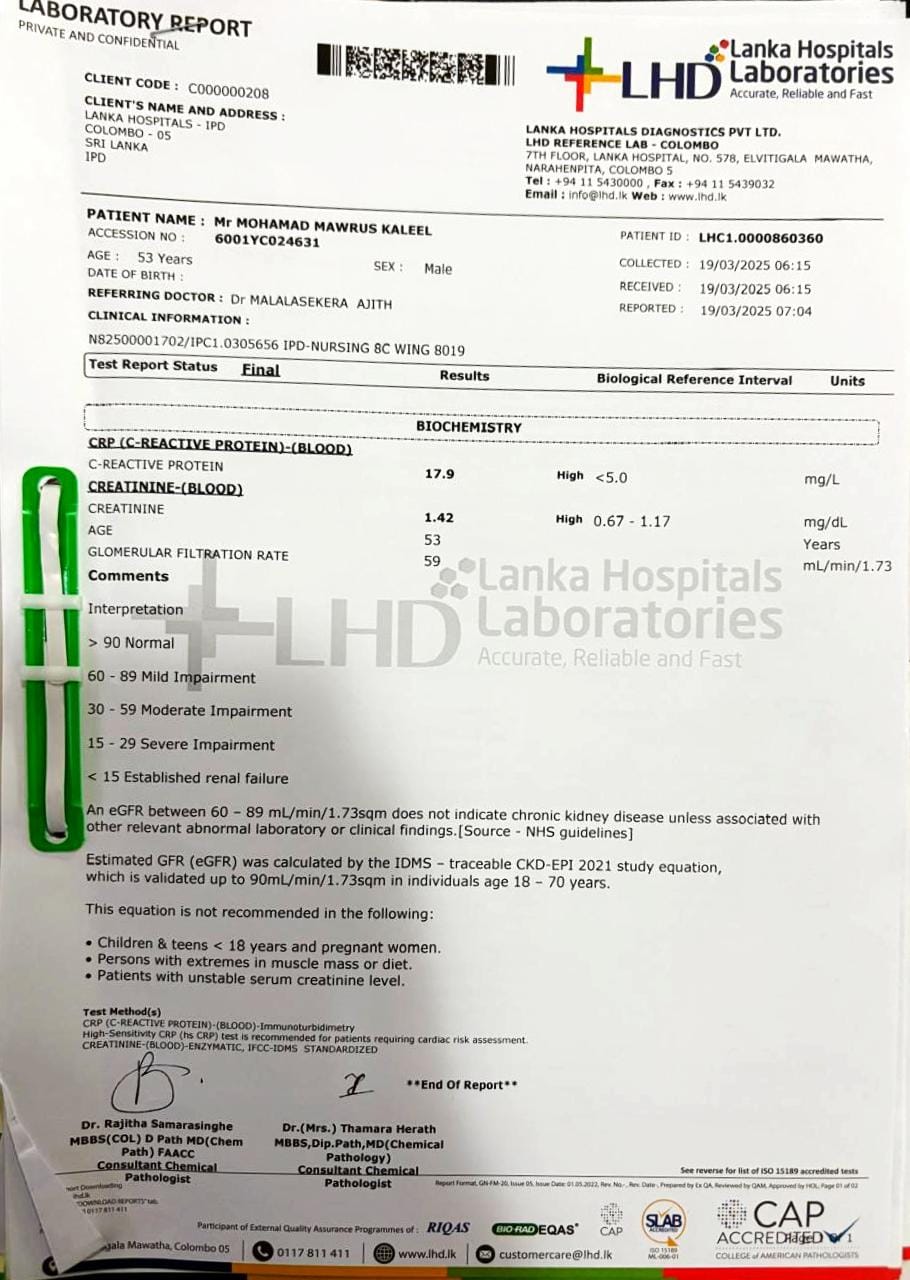 LABORATORY REPORT
PRIVATE AND CONFIDENTIAL
LHD Lanka Hospitals Laboratories
Accurate, Reliable and Fast
CLIENT CODE : C000000208
CLIENT'S NAME AND ADDRESS :
LANKA HOSPITALS - IPD
COLOMBO - 05
SRI LANKA
IPD
LANKA HOSPITALS DIAGNOSTICS PVT LTD.
LHD REFERENCE LAB - COLOMBO
7TH FLOOR, LANKA HOSPITAL, NO. 578, ELVITIGALA MAWATHA,
NARAHENPITA, COLOMBO 5
Tel : +94 11 5430000 , Fax : +94 11 5439032
Email : info@lhd.lk Web : www.lhd.lk
PATIENT NAME : Mr MOHAMAD MAWRUS KALEEL
PATIENT ID : LHC1.0000860360
ACCESSION NO : 6001YC024631
AGE : 53 Years SEX : Male
COLLECTED : 19/03/2025 06:15
DATE OF BIRTH :
RECEIVED : 19/03/2025 06:15
REFERRING DOCTOR : Dr MALALASEKERA AJITH
REPORTED : 19/03/2025 07:04
CLINICAL INFORMATION :
N82500001702/IPC1.0305656 IPD-NURSING 8C WING 8019
Test Report Status Final Results Biological Reference Interval Units
BIOCHEMISTRY
CRP (C-REACTIVE PROTEIN)-(BLOOD)
C-REACTIVE PROTEIN 17.9 High <5.0 mg/L
CREATININE-(BLOOD)
CREATININE 1.42 High 0.67 - 1.17 mg/dL
AGE 53 Years
GLOMERULAR FILTRATION RATE 59 mL/min/1.73
Comments
LHD Lanka Hospitals Laboratories
Accurate, Reliable and Fast
Interpretation
> 90 Normal
60 - 89 Mild Impairment
30 - 59 Moderate Impairment
15 - 29 Severe Impairment
< 15 Established renal failure
An eGFR between 60 – 89 mL/min/1.73sqm does not indicate chronic kidney disease unless associated with
other relevant abnormal laboratory or clinical findings.[Source - NHS guidelines]
Estimated GFR (eGFR) was calculated by the IDMS – traceable CKD-EPI 2021 study equation,
which is validated up to 90mL/min/1.73sqm in individuals age 18 – 70 years.
This equation is not recommended in the following:
• Children & teens < 18 years and pregnant women.
• Persons with extremes in muscle mass or diet.
• Patients with unstable serum creatinine level.
Test Method(s)
CRP (C-REACTIVE PROTEIN)-(BLOOD)-Immunoturbidimetry
High-Sensitivity CRP (hs CRP) test is recommended for patients requiring cardiac risk assessment.
CREATININE-(BLOOD)-ENZYMATIC, IFCC-IDMS STANDARDIZED
**End Of Report**
Dr. Rajitha Samarasinghe
MBBS(COL) D Path MD(Chem
Path) FAACC
Consultant Chemical
Pathologist
Dr.(Mrs.) Thamara Herath
MBBS,Dip.Path,MD(Chemical
Pathology)
Consultant Chemical
Pathologist
See reverse for list of ISO 15189 accredited tests
Report Format, GN-FM-20, Issue 05, Issue Date: 01.05.2022, Rev. No-, Rev. Date-, Prepared by Ex QA, Reviewed by QAM, Approved by HOL, Page 01 of 02
Downloading
lhd.lk
"DOWNLOAD REPORTS" tab.
Participant of External Quality Assurance Programmes of : RIQAS BIO-RAD EQAS
CAP
SLAB
ACCREDITED
ISO 15189
ML-006-01
CAP
ACCREDITED
COLLEGE of AMERICAN PATHOLOGISTS
Mawatha, Colombo 05 0117 811 411 www.lhd.lk customercare@lhd.lk